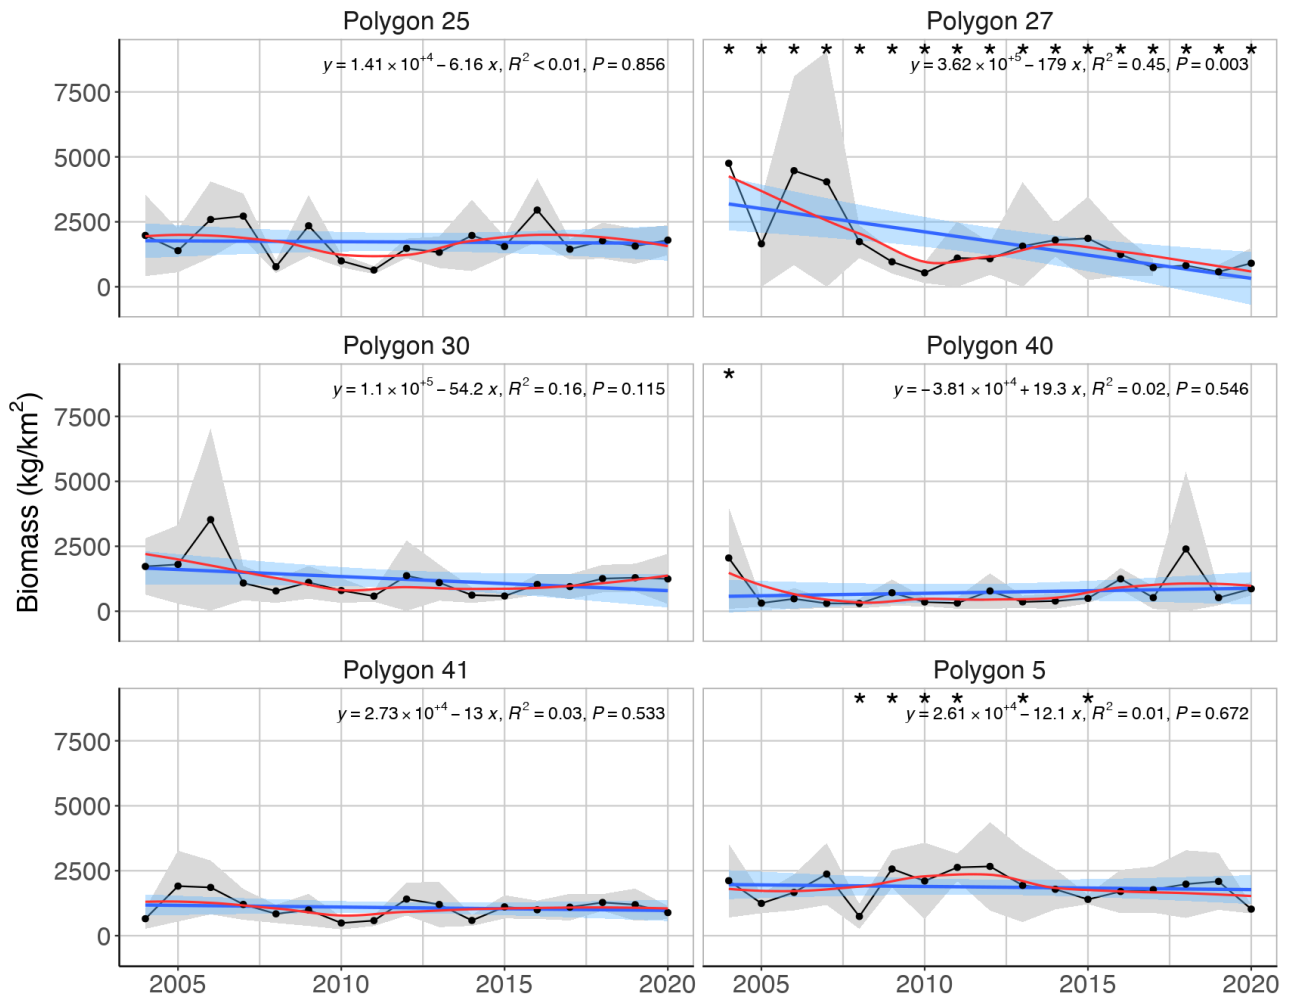 Polygon 25 Polygon 27
* * * * * * * * * * * * * * * * *
y = 1.41 × 10⁺⁴ − 6.16 x, R² < 0.01, P = 0.856 y = 3.62 × 10⁺⁵ − 179 x, R² = 0.45, P = 0.003
7500
5000
2500
0
Polygon 30 Polygon 40
*
y = 1.1 × 10⁺⁵ − 54.2 x, R² = 0.16, P = 0.115 y = − 3.81 × 10⁺⁴ + 19.3 x, R² = 0.02, P = 0.546
7500
5000
2500
0
Biomass (kg/km²)
Polygon 41 Polygon 5
* * * * * *
y = 2.73 × 10⁺⁴ − 13 x, R² = 0.03, P = 0.533 y = 2.61 × 10⁺⁴ − 12.1 x, R² = 0.01, P = 0.672
7500
5000
2500
0
2005 2010 2015 2020 2005 2010 2015 2020